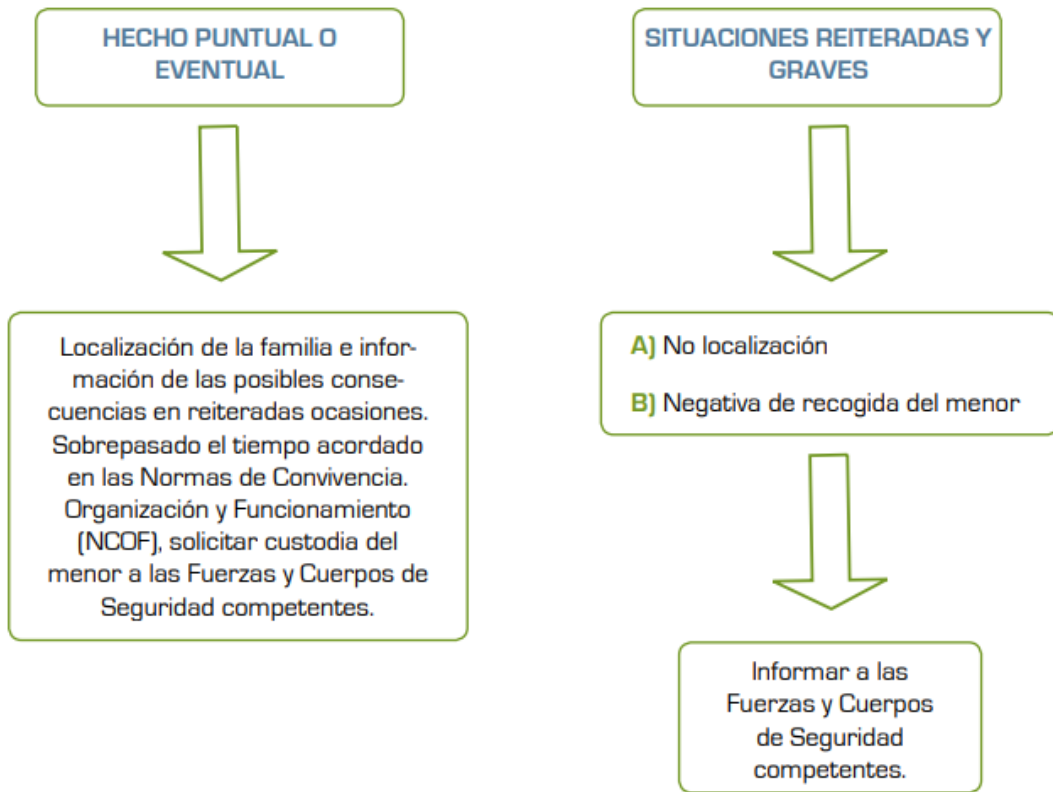 HECHO PUNTUAL O
EVENTUAL
Localización de la familia e infor-
mación de las posibles conse-
cuencias en reiteradas ocasiones.
Sobrepasado el tiempo acordado
en las Normas de Convivencia.
Organización y Funcionamiento
(NCOF), solicitar custodia del
menor a las Fuerzas y Cuerpos de
Seguridad competentes.
SITUACIONES REITERADAS Y
GRAVES
A) No localización
B) Negativa de recogida del menor
Informar a las
Fuerzas y Cuerpos
de Seguridad
competentes.